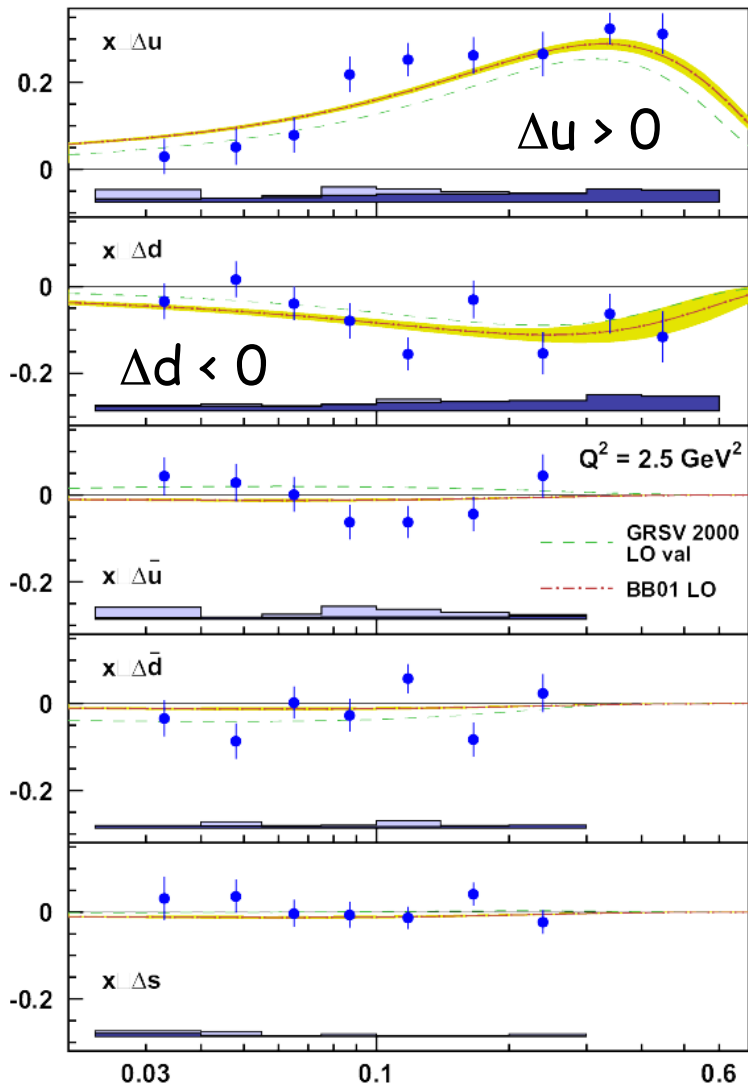 x Δu
0.2
Δu > 0
0
x Δd
0
Δd < 0
-0.2
Q² = 2.5 GeV²
0
GRSV 2000
LO val
x Δū
BB01 LO
-0.2
x Δd̄
0
-0.2
0
x Δs
-0.2
0.03 0.1 0.6